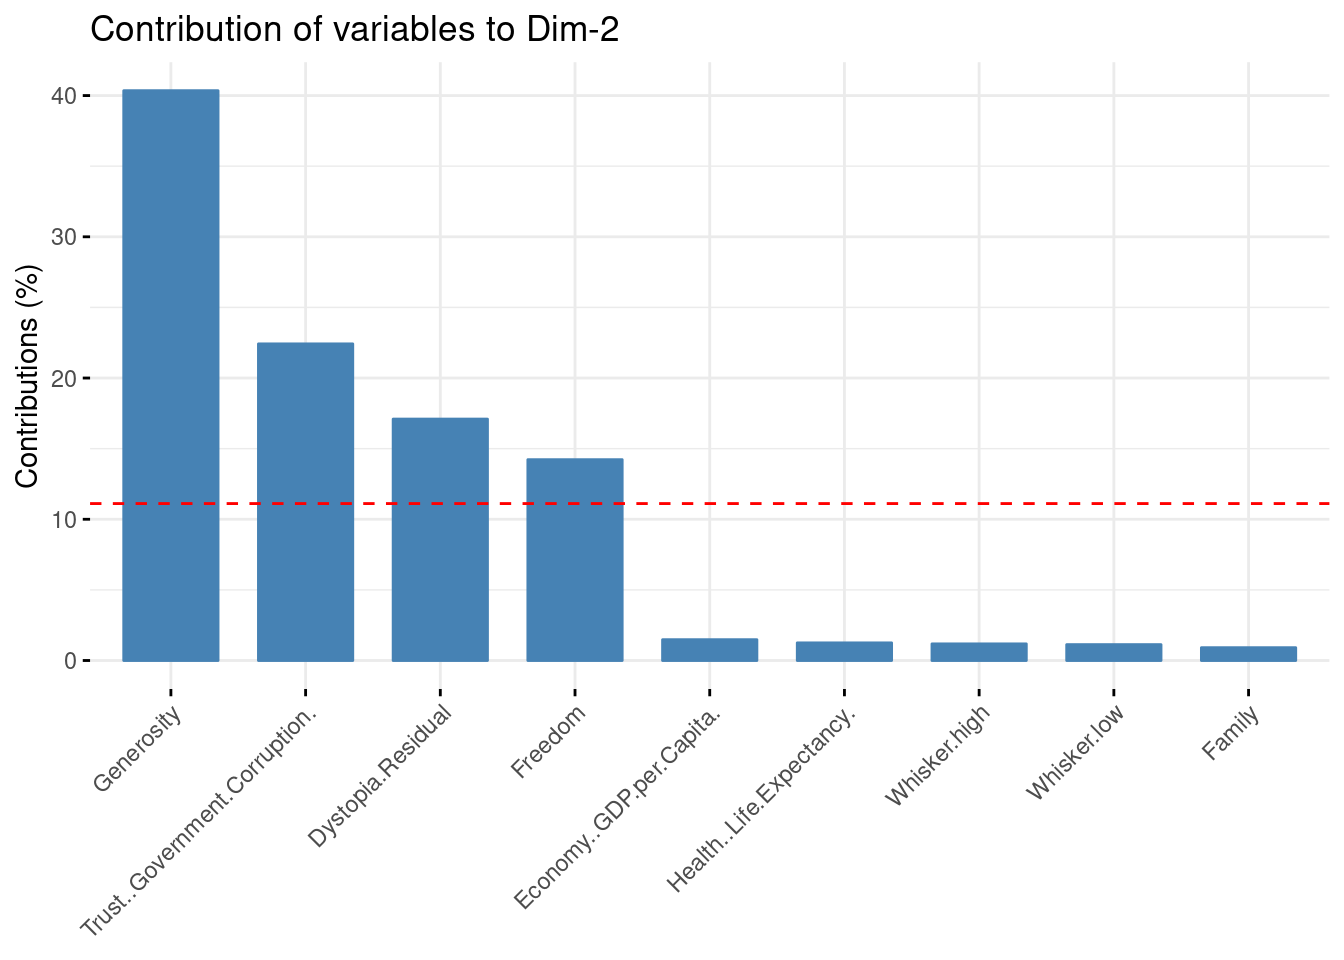 Contribution of variables to Dim-2
Contributions (%)
40
30
20
10
0
Generosity
Trust..Government.Corruption.
Dystopia.Residual
Freedom
Economy..GDP.per.Capita.
Health..Life.Expectancy.
Whisker.high
Whisker.low
Family